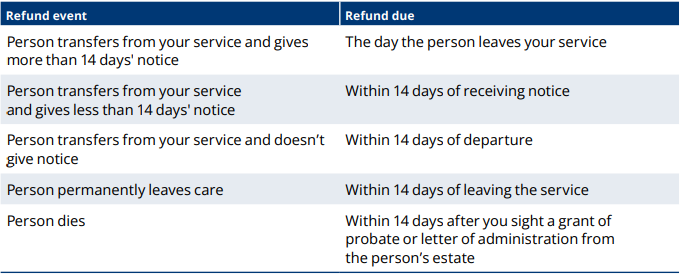 Refund event Refund due
Person transfers from your service and gives The day the person leaves your service
more than 14 days' notice
Person transfers from your service Within 14 days of receiving notice
and gives less than 14 days' notice
Person transfers from your service and doesn’t Within 14 days of departure
give notice
Person permanently leaves care Within 14 days of leaving the service
Person dies Within 14 days after you sight a grant of
probate or letter of administration from
the person’s estate